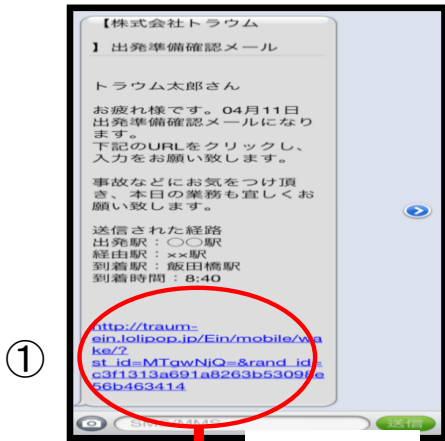 【株式会社トラウム
】出発準備確認メール
トラウム太郎さん
お疲れ様です。04月11日
出発準備確認メールになり
ます。
下記のURLをクリックし、
入力をお願い致します。
事故などにお気をつけ頂
き、本日の業務も宜しくお
願い致します。
送信された経路
出発駅：〇〇駅
経由駅：××駅
到着駅：飯田橋駅
到着時間：8:40
http://traum-
ein.lolipop.jp/Ein/mobile/wa
ke/?
st_id=MTgwNjQ=&rand_id=
c3f1313a691a8263b53098e
56b463414
①
SMS/MMS
送信